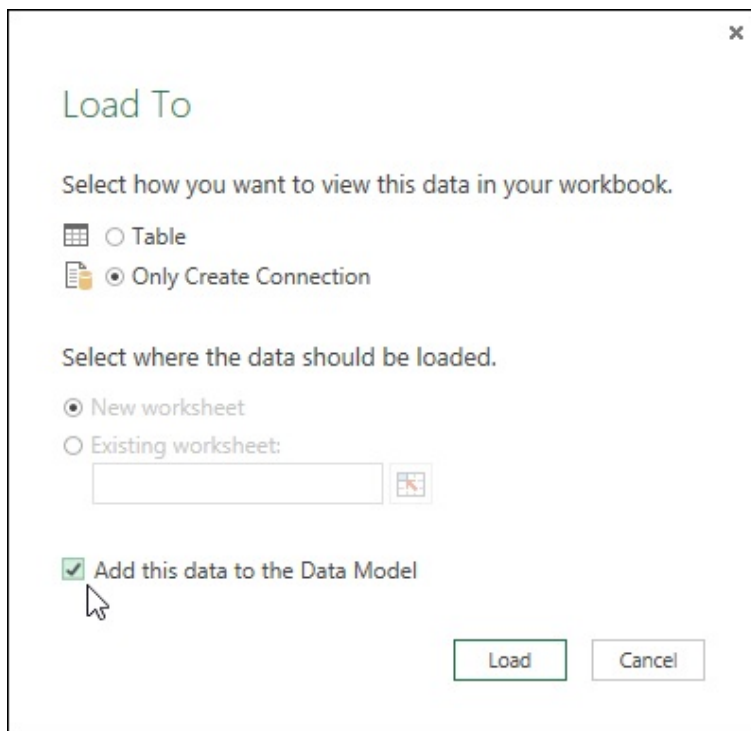 Load To
Select how you want to view this data in your workbook.
Table
Only Create Connection
Select where the data should be loaded.
New worksheet
Existing worksheet:
Add this data to the Data Model
Load Cancel